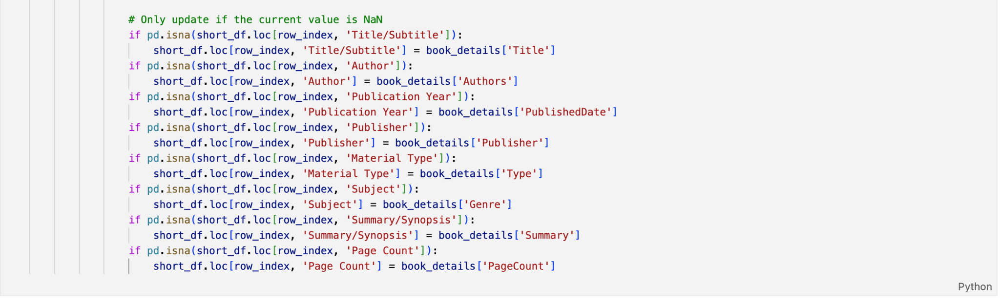 # Only update if the current value is NaN
if pd.isna(short_df.loc[row_index, 'Title/Subtitle']):
short_df.loc[row_index, 'Title/Subtitle'] = book_details['Title']
if pd.isna(short_df.loc[row_index, 'Author']):
short_df.loc[row_index, 'Author'] = book_details['Authors']
if pd.isna(short_df.loc[row_index, 'Publication Year']):
short_df.loc[row_index, 'Publication Year'] = book_details['PublishedDate']
if pd.isna(short_df.loc[row_index, 'Publisher']):
short_df.loc[row_index, 'Publisher'] = book_details['Publisher']
if pd.isna(short_df.loc[row_index, 'Material Type']):
short_df.loc[row_index, 'Material Type'] = book_details['Type']
if pd.isna(short_df.loc[row_index, 'Subject']):
short_df.loc[row_index, 'Subject'] = book_details['Genre']
if pd.isna(short_df.loc[row_index, 'Summary/Synopsis']):
short_df.loc[row_index, 'Summary/Synopsis'] = book_details['Summary']
if pd.isna(short_df.loc[row_index, 'Page Count']):
short_df.loc[row_index, 'Page Count'] = book_details['PageCount']
Python